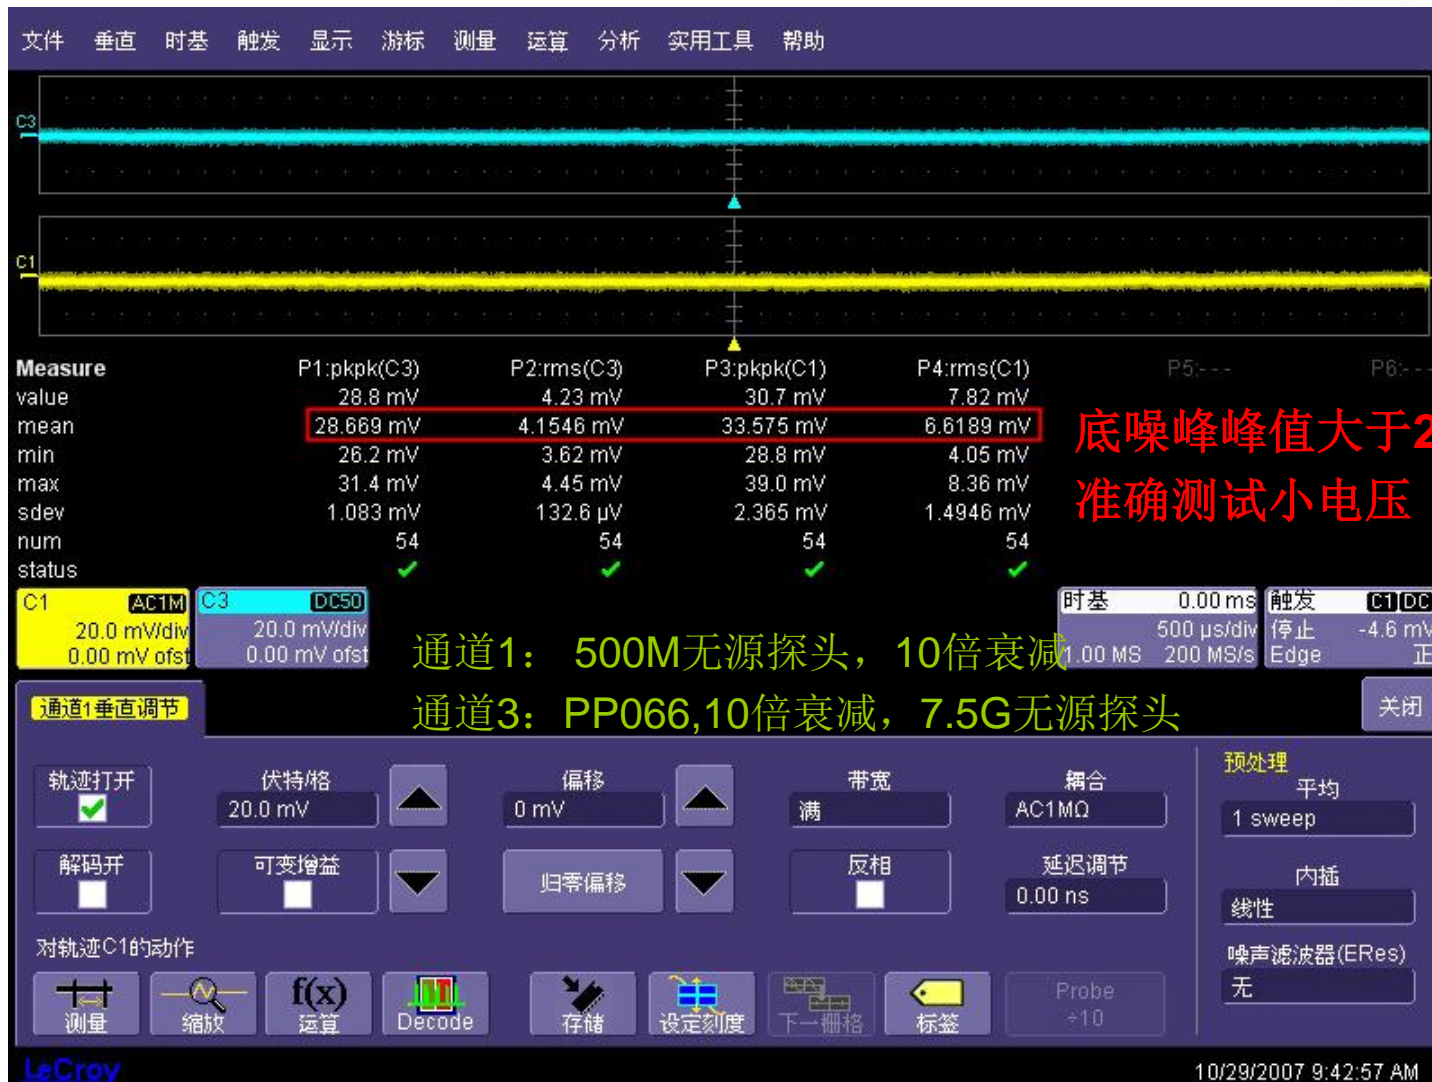 文件 垂直 时基 触发 显示 游标 测量 运算 分析 实用工具 帮助
C3
C1
Measure P1:pkpk(C3) P2:rms(C3) P3:pkpk(C1) P4:rms(C1) P5:--- P6:---
value 28.8 mV 4.23 mV 30.7 mV 7.82 mV
mean 28.669 mV 4.1546 mV 33.575 mV 6.6189 mV
min 26.2 mV 3.62 mV 28.8 mV 4.05 mV
max 31.4 mV 4.45 mV 39.0 mV 8.36 mV
sdev 1.083 mV 132.6 µV 2.365 mV 1.4946 mV
num 54 54 54 54
status
底噪峰峰值大于2
准确测试小电压
C1 AC1M C3 DC50 时基 0.00 ms 触发 C1 DC
20.0 mV/div 20.0 mV/div 500 µs/div 停止 -4.6 mV
0.00 mV ofst 0.00 mV ofst 1.00 MS 200 MS/s Edge 正
通道1： 500M无源探头，10倍衰减
通道3：PP066,10倍衰减，7.5G无源探头
通道1垂直调节 关闭
轨迹打开 伏特/格 偏移 带宽 耦合 预处理
20.0 mV 0 mV 满 AC1MΩ 平均
1 sweep
解码开 可变增益 归零偏移 反相 延迟调节 内插
0.00 ns 线性
对轨迹C1的动作 噪声滤波器(ERes)
无
测量 缩放 f(x) 运算 Decode 存储 设定刻度 下一栅格 标签 Probe ÷10
LeCroy 10/29/2007 9:42:57 AM